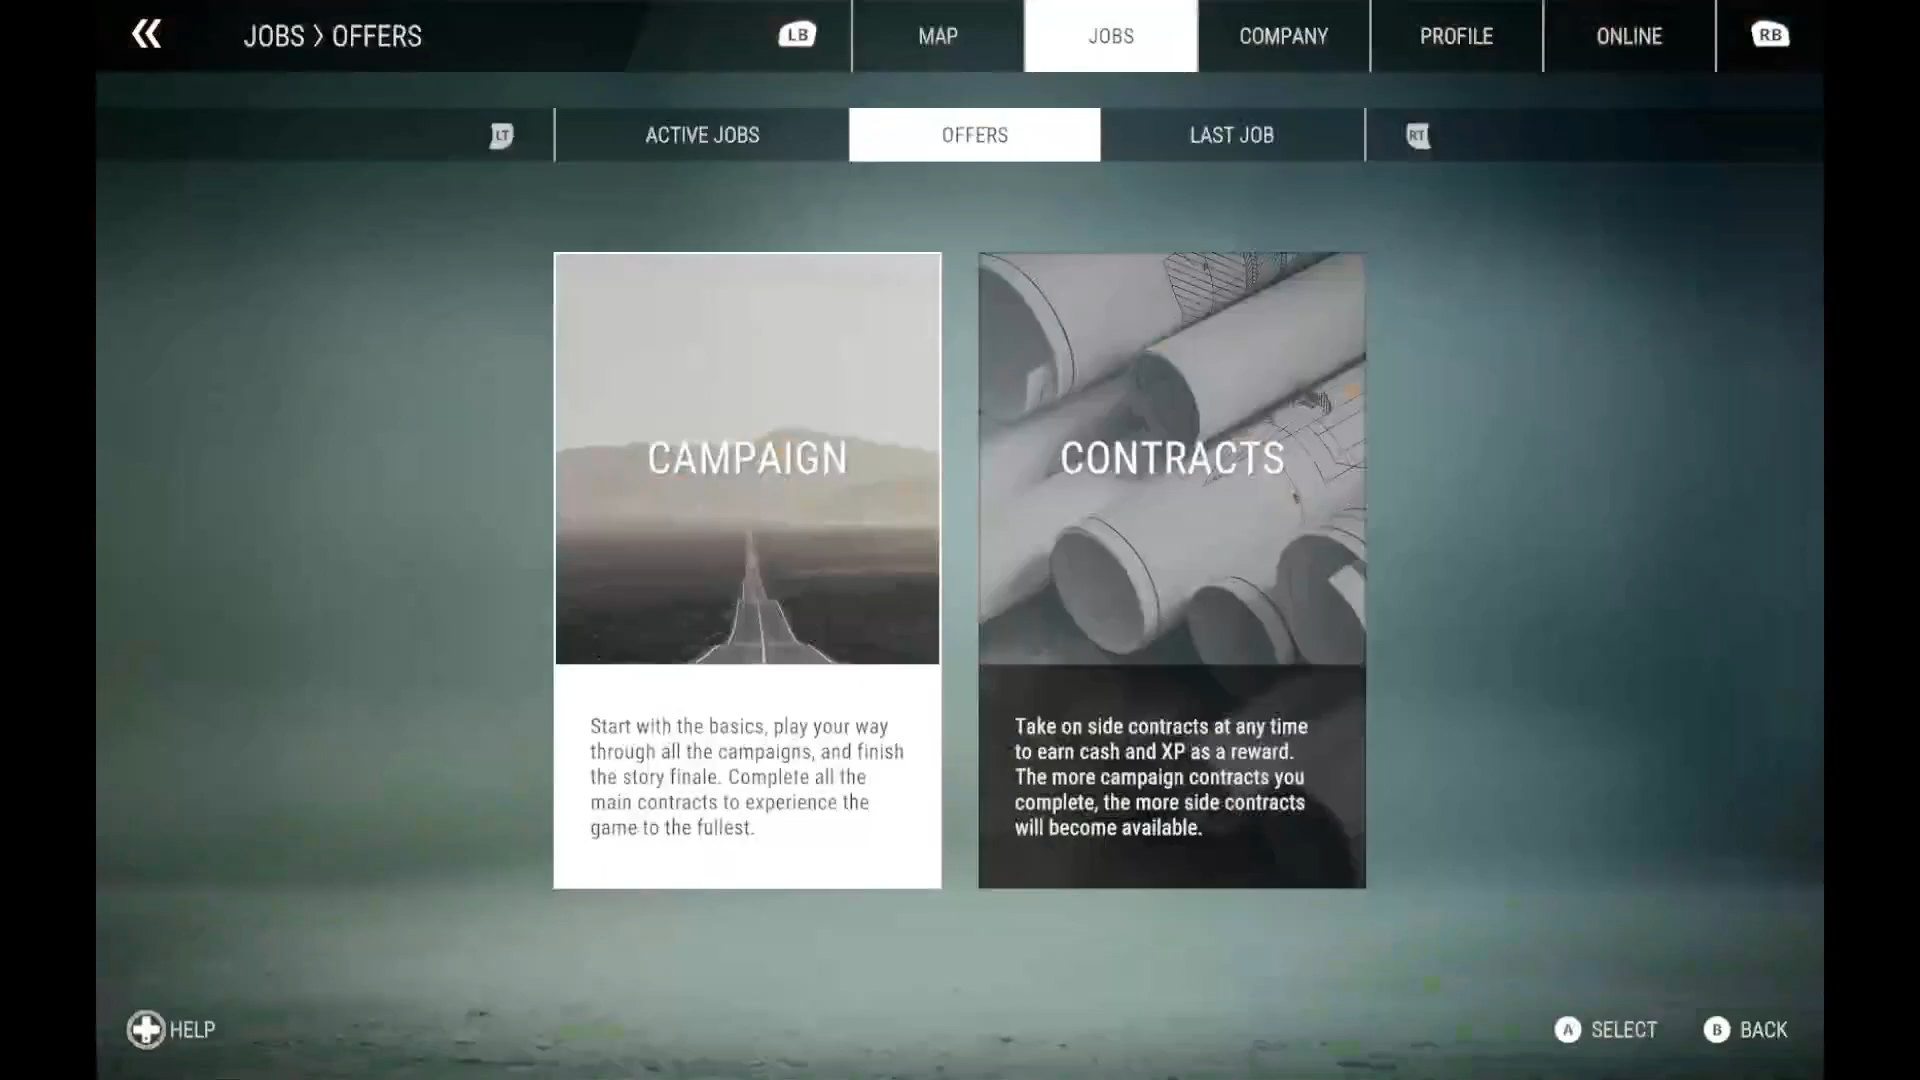 JOBS > OFFERS
LB
MAP
JOBS
COMPANY
PROFILE
ONLINE
RB
LT
ACTIVE JOBS
OFFERS
LAST JOB
RT
CAMPAIGN
Start with the basics, play your way
through all the campaigns, and finish
the story finale. Complete all the
main contracts to experience the
game to the fullest.
CONTRACTS
Take on side contracts at any time
to earn cash and XP as a reward.
The more campaign contracts you
complete, the more side contracts
will become available.
HELP
A SELECT
B BACK